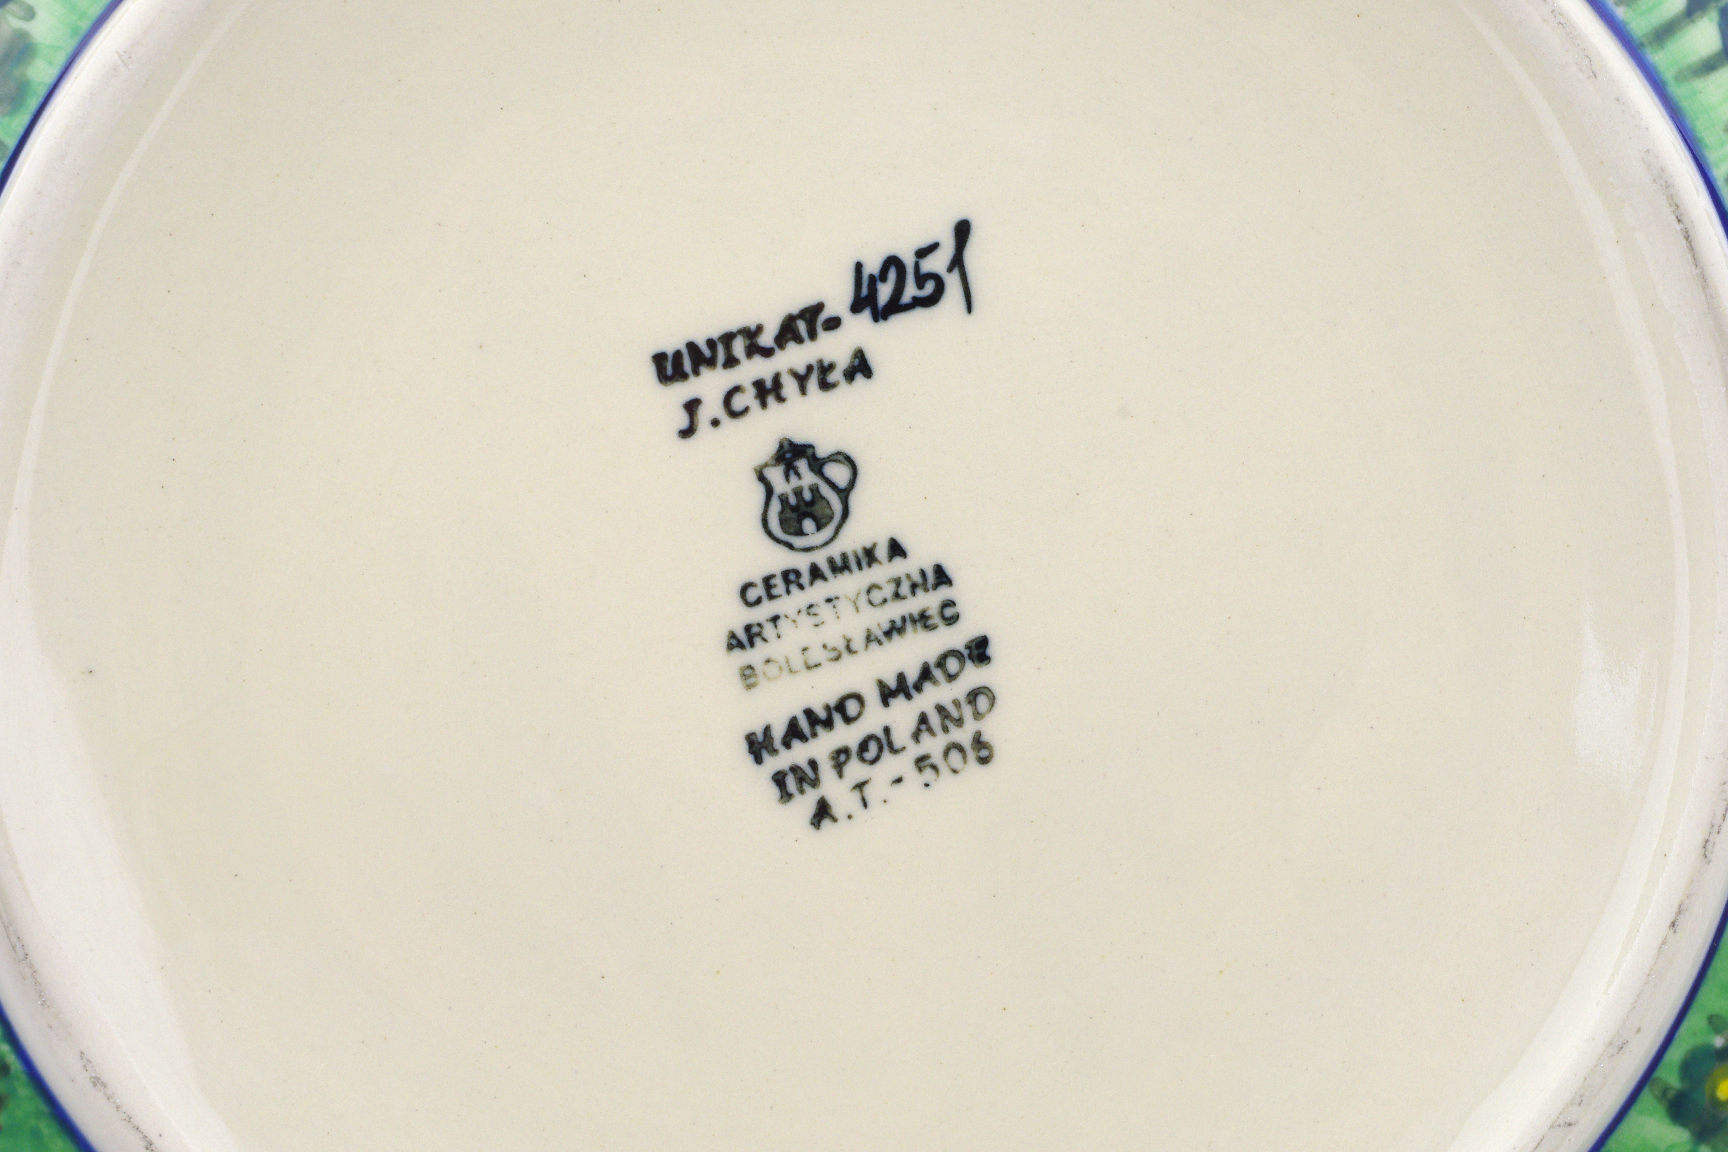 UNIKAT-4251
J.CHYŁA
CERAMIKA
ARTYSTYCZNA
BOLESŁAWIEC
HAND MADE
IN POLAND
A.T.-506